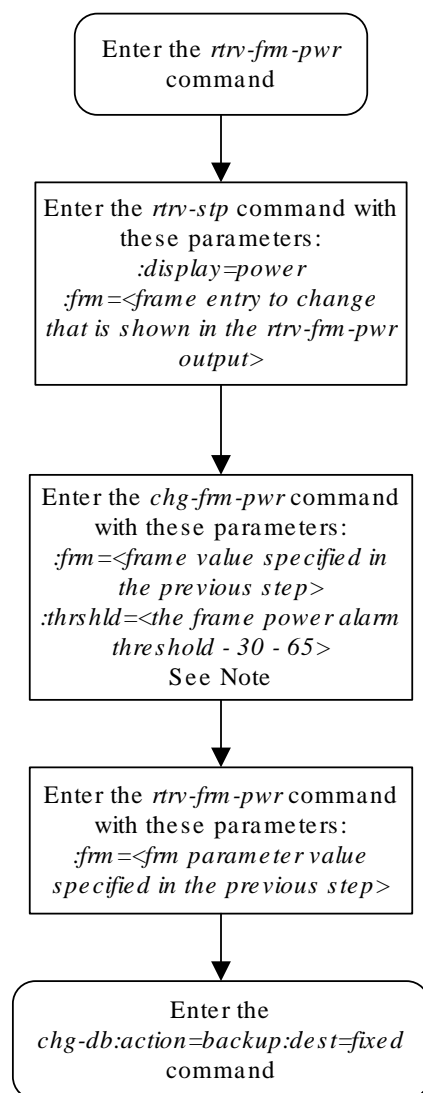 Enter the rtrv-frm-pwr
command
Enter the rtrv-stp command with
these parameters:
:display=power
:frm=<frame entry to change
that is shown in the rtrv-frm-pwr
output>
Enter the chg-frm-pwr command
with these parameters:
:frm=<frame value specified in
the previous step>
:thrshld=<the frame power alarm
threshold - 30 - 65>
See Note
Enter the rtrv-frm-pwr command
with these parameters:
:frm=<frm parameter value
specified in the previous step>
Enter the
chg-db:action=backup:dest=fixed
command